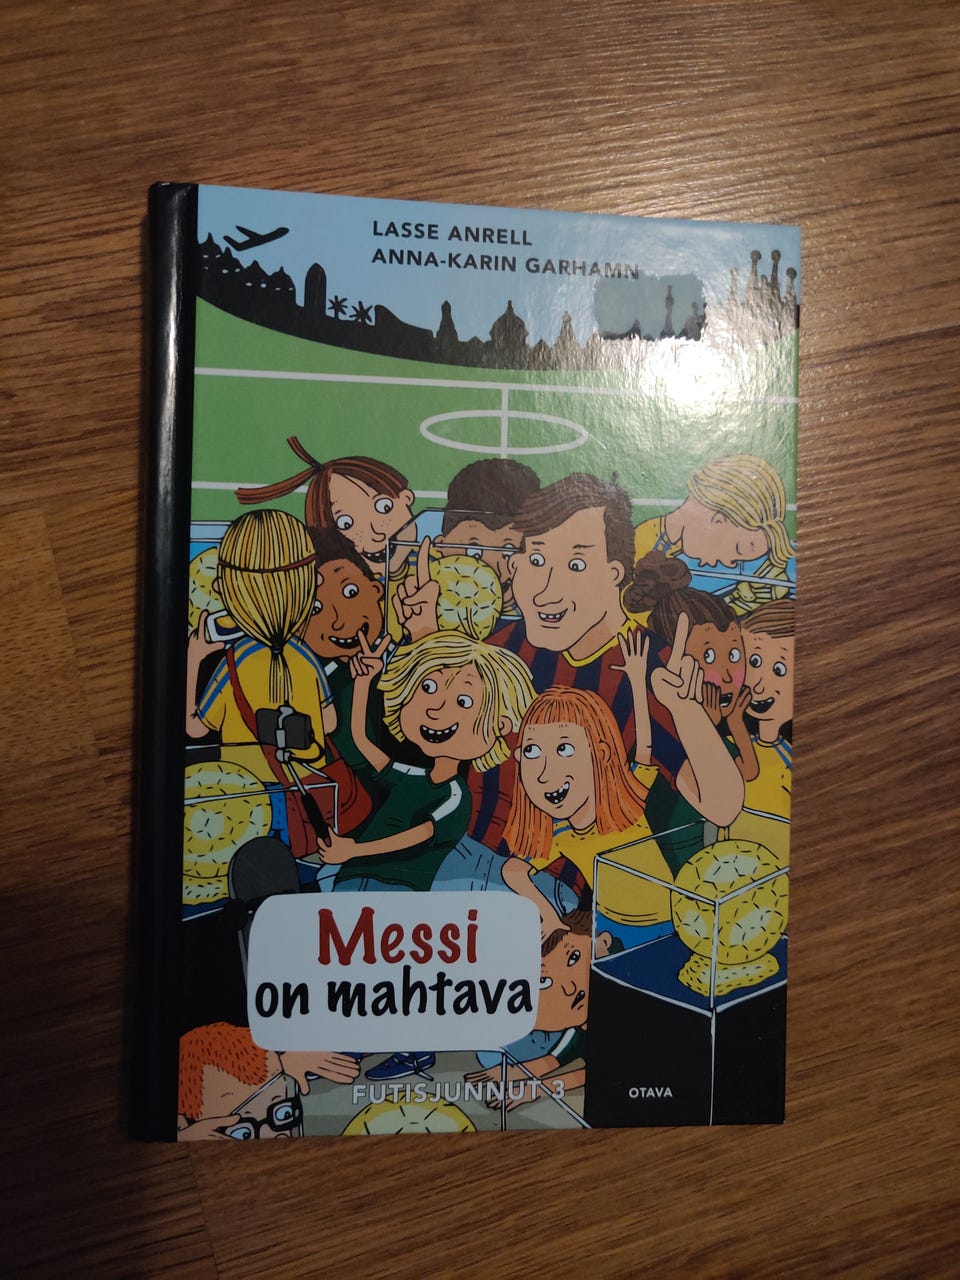 LASSE ANRELL
ANNA-KARIN GARHAMN
Messi
on mahtava
FUTISJUNNUT 3
OTAVA